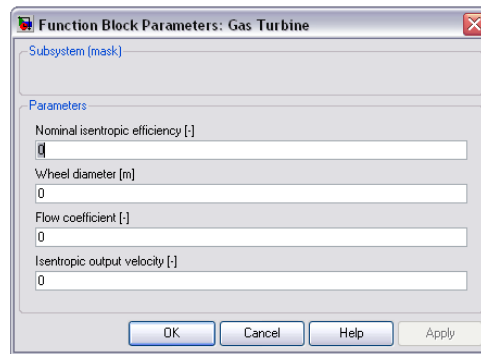 Function Block Parameters: Gas Turbine
Subsystem (mask)
Parameters
Nominal isentropic efficiency [-]
0
Wheel diameter [m]
0
Flow coefficient [-]
0
Isentropic output velocity [-]
0
OK Cancel Help Apply